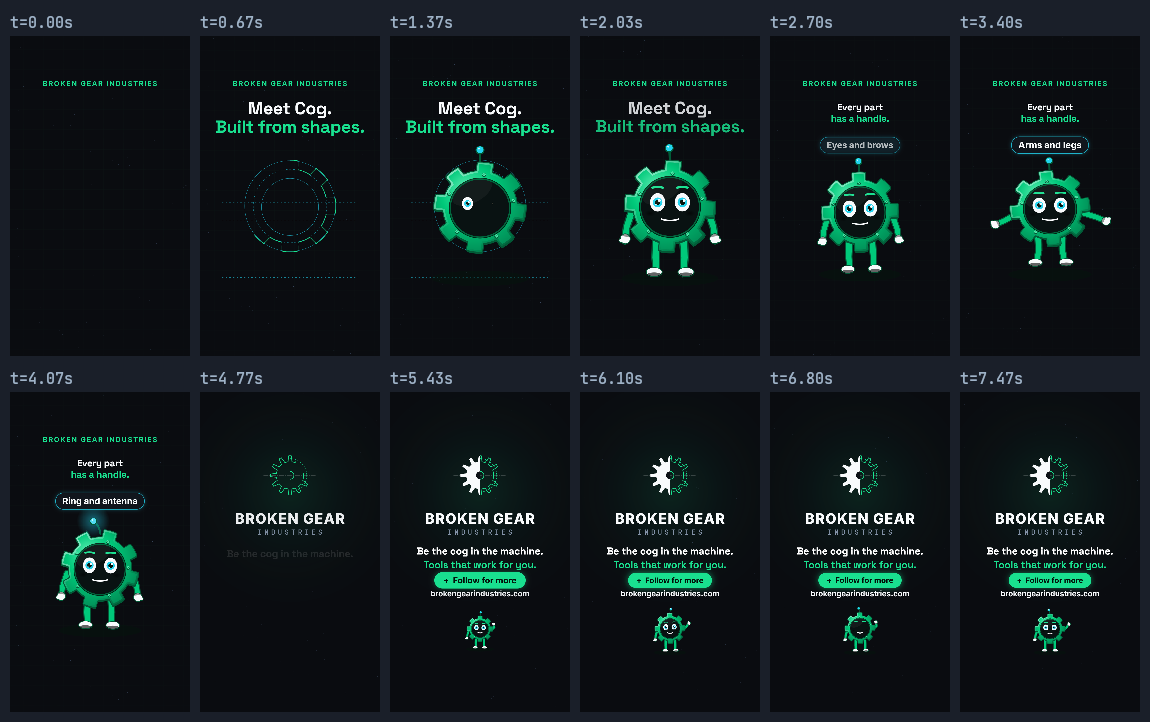 t=0.00s
BROKEN GEAR INDUSTRIES
t=0.67s
BROKEN GEAR INDUSTRIES
Meet Cog.
Built from shapes.
t=1.37s
BROKEN GEAR INDUSTRIES
Meet Cog.
Built from shapes.
t=2.03s
BROKEN GEAR INDUSTRIES
Meet Cog.
Built from shapes.
t=2.70s
BROKEN GEAR INDUSTRIES
Every part
has a handle.
Eyes and brows
t=3.40s
BROKEN GEAR INDUSTRIES
Every part
has a handle.
Arms and legs
t=4.07s
BROKEN GEAR INDUSTRIES
Every part
has a handle.
Ring and antenna
t=4.77s
BROKEN GEAR
INDUSTRIES
Be the cog in the machine.
t=5.43s
BROKEN GEAR
INDUSTRIES
Be the cog in the machine.
Tools that work for you.
+ Follow for more
brokengearindustries.com
t=6.10s
BROKEN GEAR
INDUSTRIES
Be the cog in the machine.
Tools that work for you.
+ Follow for more
brokengearindustries.com
t=6.80s
BROKEN GEAR
INDUSTRIES
Be the cog in the machine.
Tools that work for you.
+ Follow for more
brokengearindustries.com
t=7.47s
BROKEN GEAR
INDUSTRIES
Be the cog in the machine.
Tools that work for you.
+ Follow for more
brokengearindustries.com